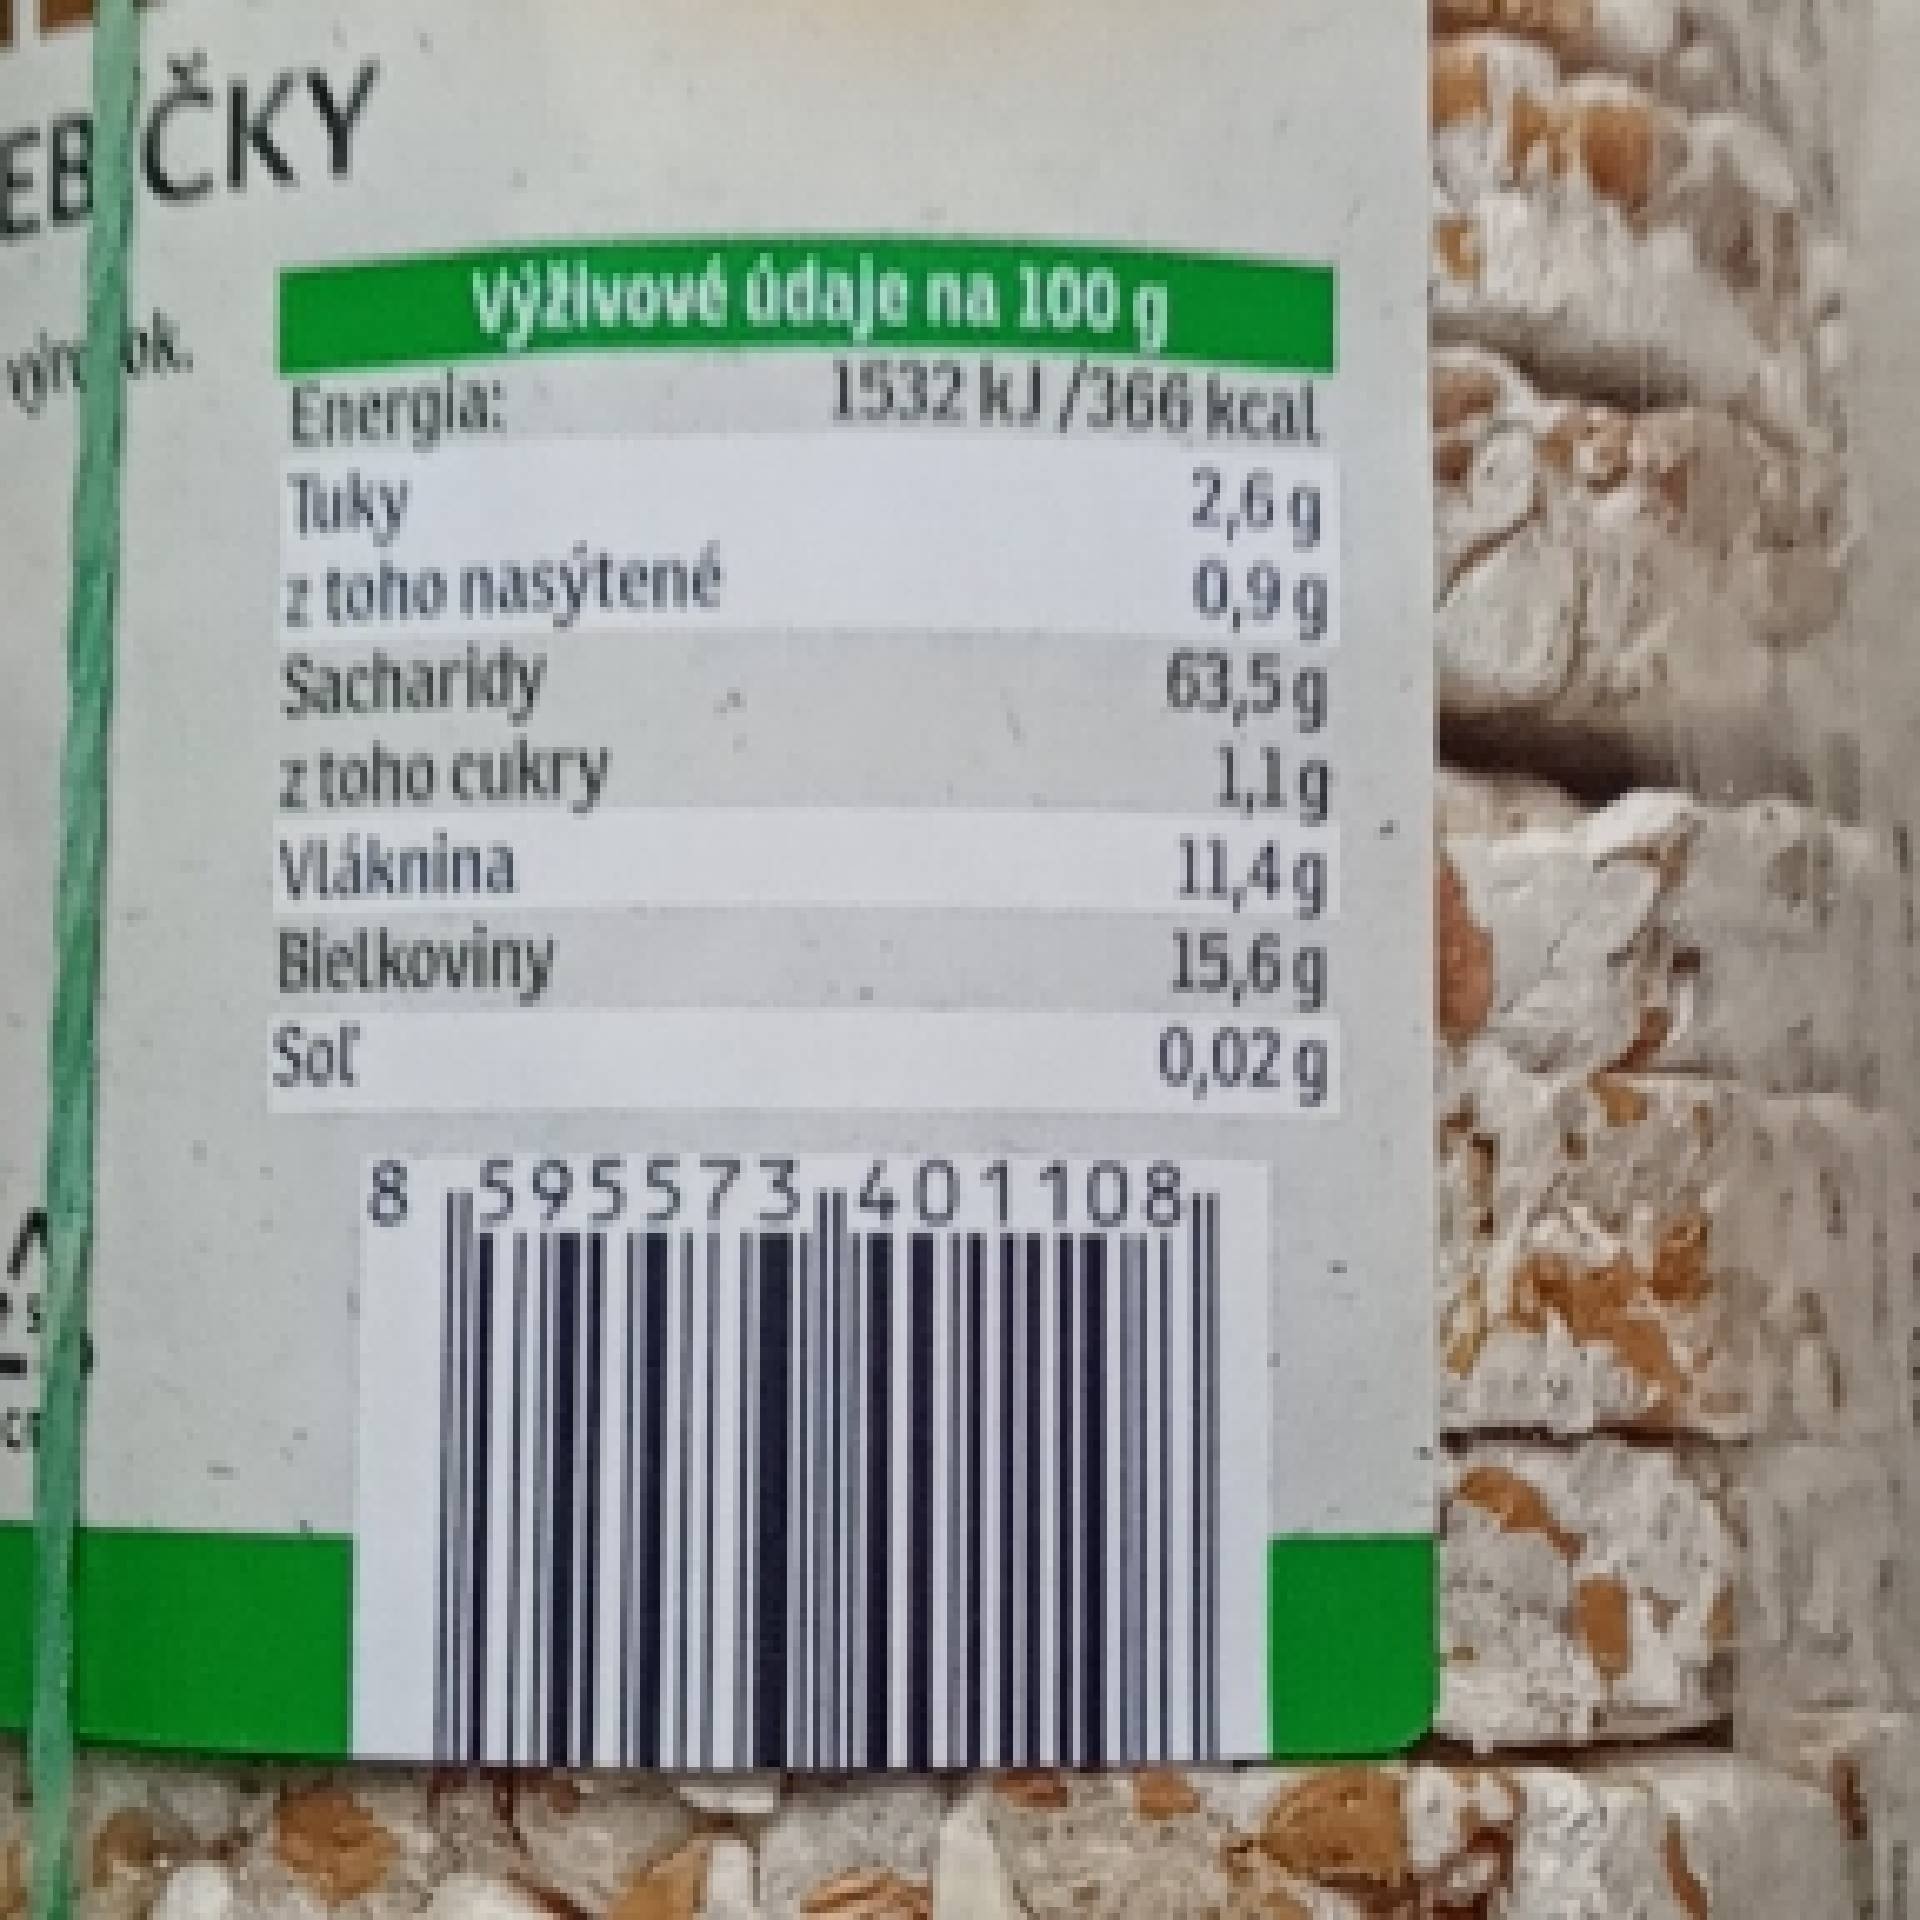 ČKY
Výživové údaje na 100 g
Energia: 1532 kJ /366 kcal
Tuky 2,6 g
z toho nasýtené 0,9 g
Sacharidy 63,5 g
z toho cukry 1,1 g
Vláknina 11,4 g
Bielkoviny 15,6 g
Soľ 0,02 g
8 595573 401108